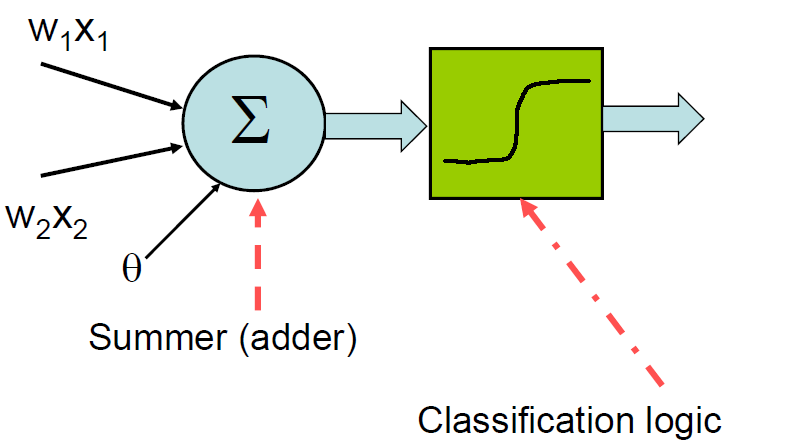 w₁x₁
Σ
w₂x₂
θ
Summer (adder)
Classification logic